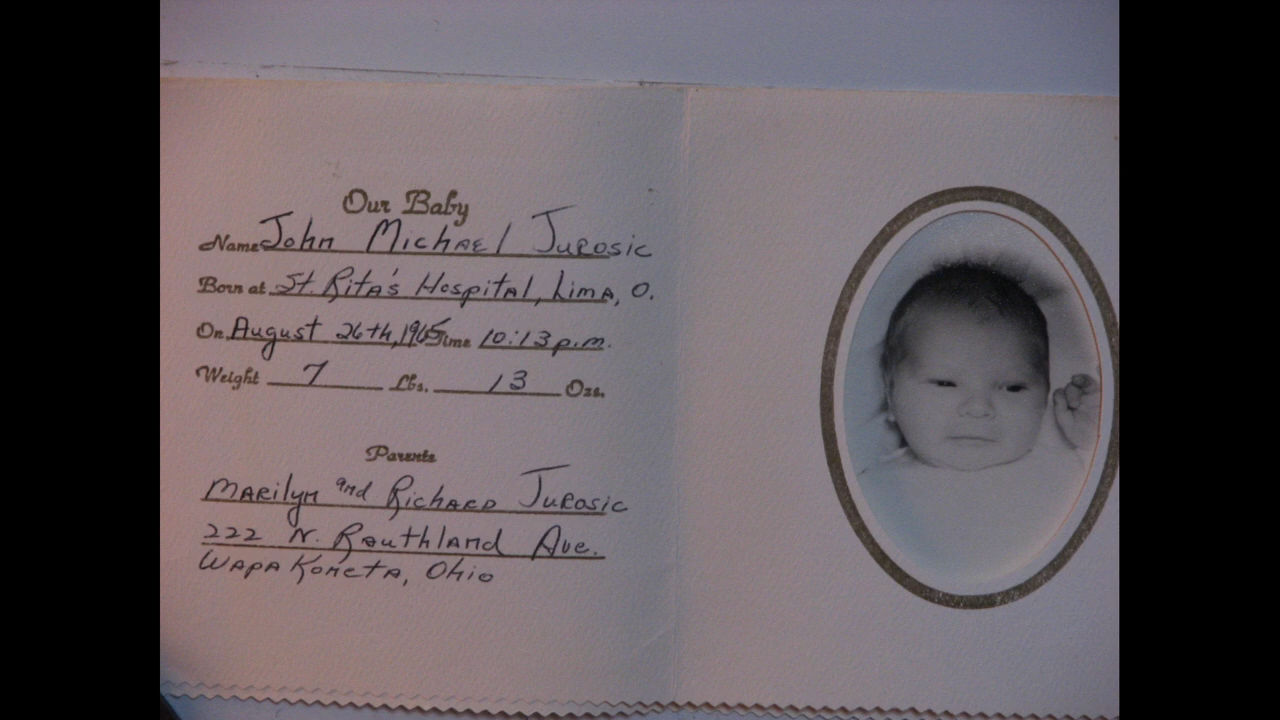 Our Baby
Name John Michael Jurosic
Born at St. Rita's Hospital, Lima, O.
On August 26th, 1965 Time 10:13 p.m.
Weight 7 Lbs. 13 Ozs.
Parents
Marilyn and Richard Jurosic
222 N. Rauthland Ave.
Wapakoneta, Ohio